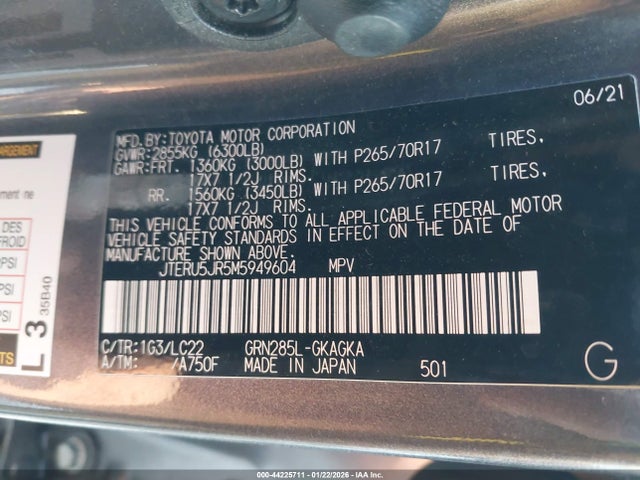 06/21
MFD.BY:TOYOTA MOTOR CORPORATION
GVWR:2855KG (6300LB)
GAWR:FRT. 1360KG (3000LB) WITH P265/70R17 TIRES,
17X7 1/2J RIMS.
RR. 1560KG (3450LB) WITH P265/70R17 TIRES,
17X7 1/2J RIMS.
THIS VEHICLE CONFORMS TO ALL APPLICABLE FEDERAL MOTOR
VEHICLE SAFETY STANDARDS IN EFFECT ON THE DATE OF
MANUFACTURE SHOWN ABOVE.
JTERU5JR5M5949604 MPV
C/TR:1G3/LC22 GRN285L-GKAGKA
A/TM: /A750F MADE IN JAPAN 501
G
DES
FROID
PSI
PSI
L3
35B40
000-44225711 - 01/22/2026 - IAA Inc.